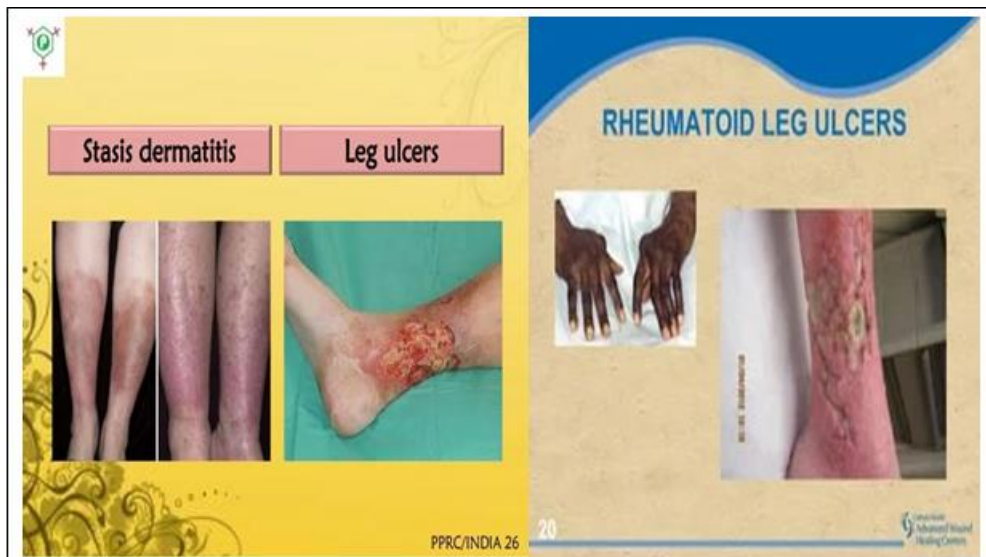 Stasis dermatitis
Leg ulcers
PPRC/INDIA 26
RHEUMATOID LEG ULCERS
20
Advanced Wound
Healing Centers